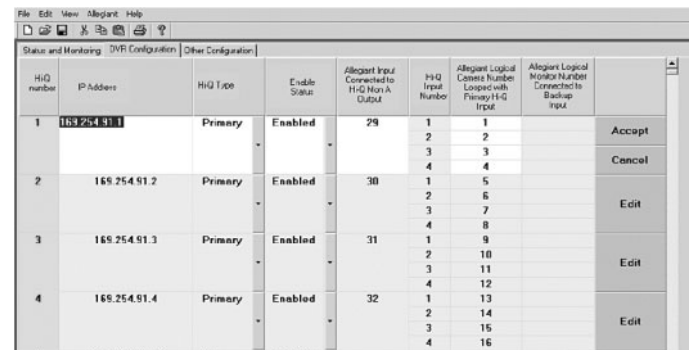 File Edit View Allegiant Help
Status and Monitoring DVR Configuration Other Configuration
Hi-Q number
IP Address
Hi-Q Type
Enable Status
Allegiant Input Connected to Hi-Q Mon A Output
Hi-Q Input Number
Allegiant Logical Camera Number Looped with Primary Hi-Q Input
Allegiant Logical Monitor Number Connected to Backup Input
1 169.254.91.1 Primary Enabled 29 1 1
2 2
Accept
3 3
4 4
Cancel
2 169.254.91.2 Primary Enabled 30 1 5
2 6
3 7
4 8
Edit
3 169.254.91.3 Primary Enabled 31 1 9
2 10
3 11
4 12
Edit
4 169.254.91.4 Primary Enabled 32 1 13
2 14
3 15
4 16
Edit